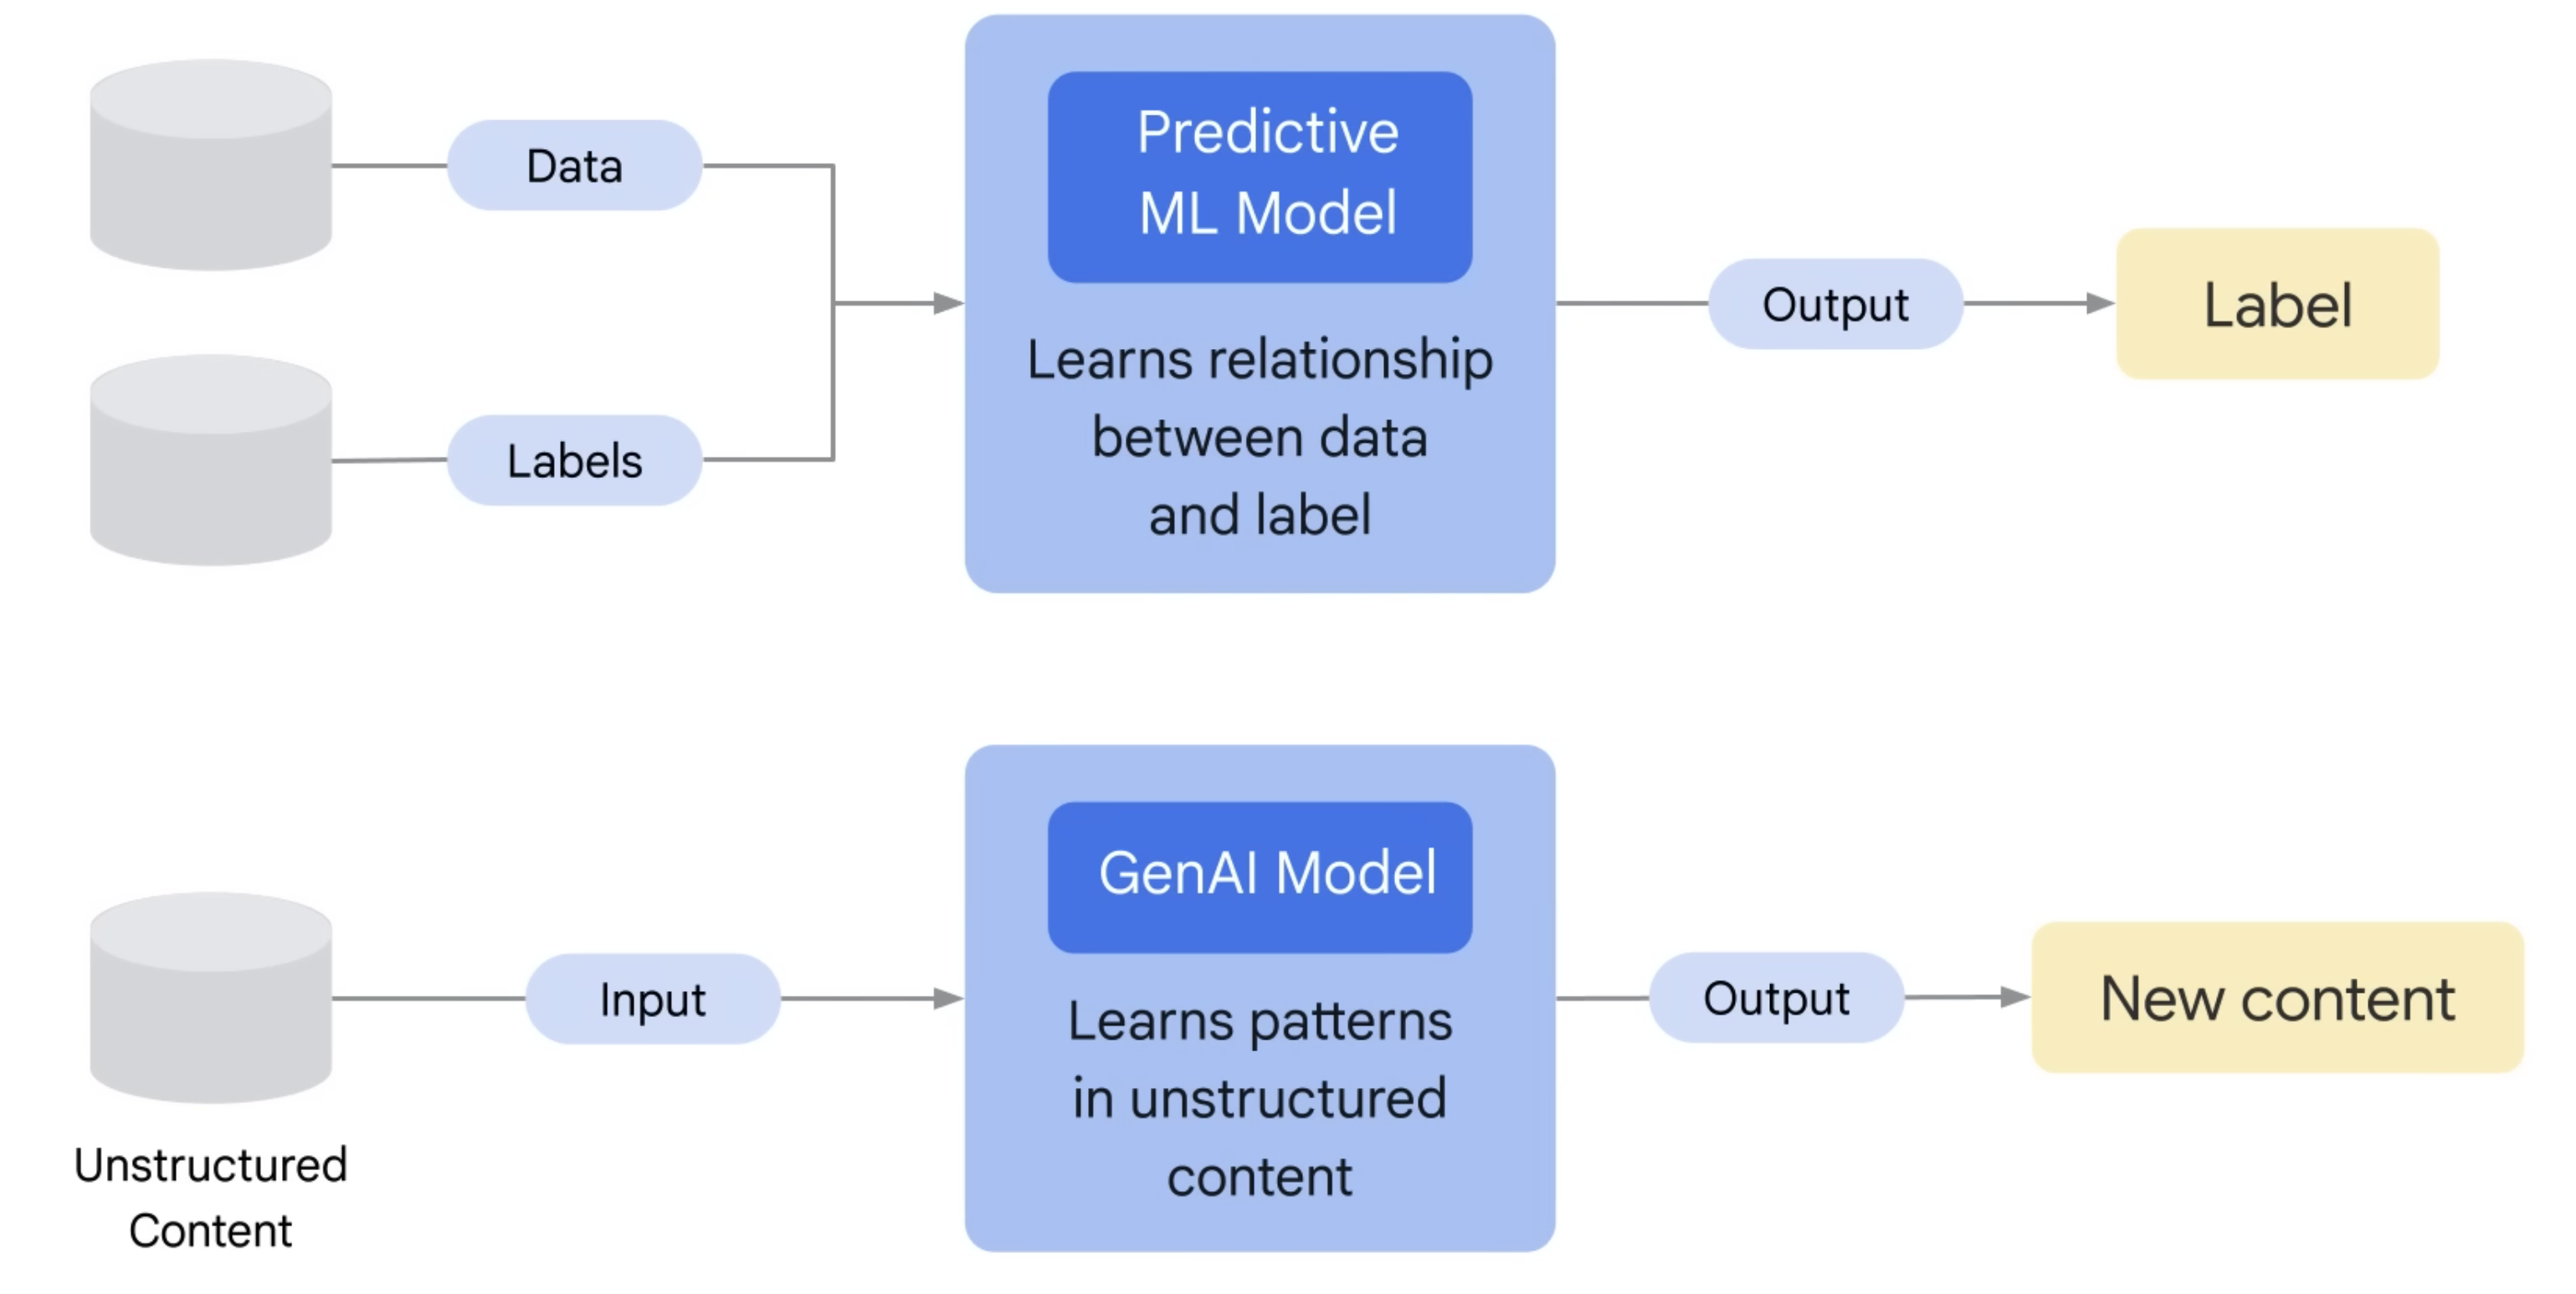 Data
Labels
Predictive
ML Model
Learns relationship
between data
and label
Output
Label
Unstructured
Content
Input
GenAI Model
Learns patterns
in unstructured
content
Output
New content